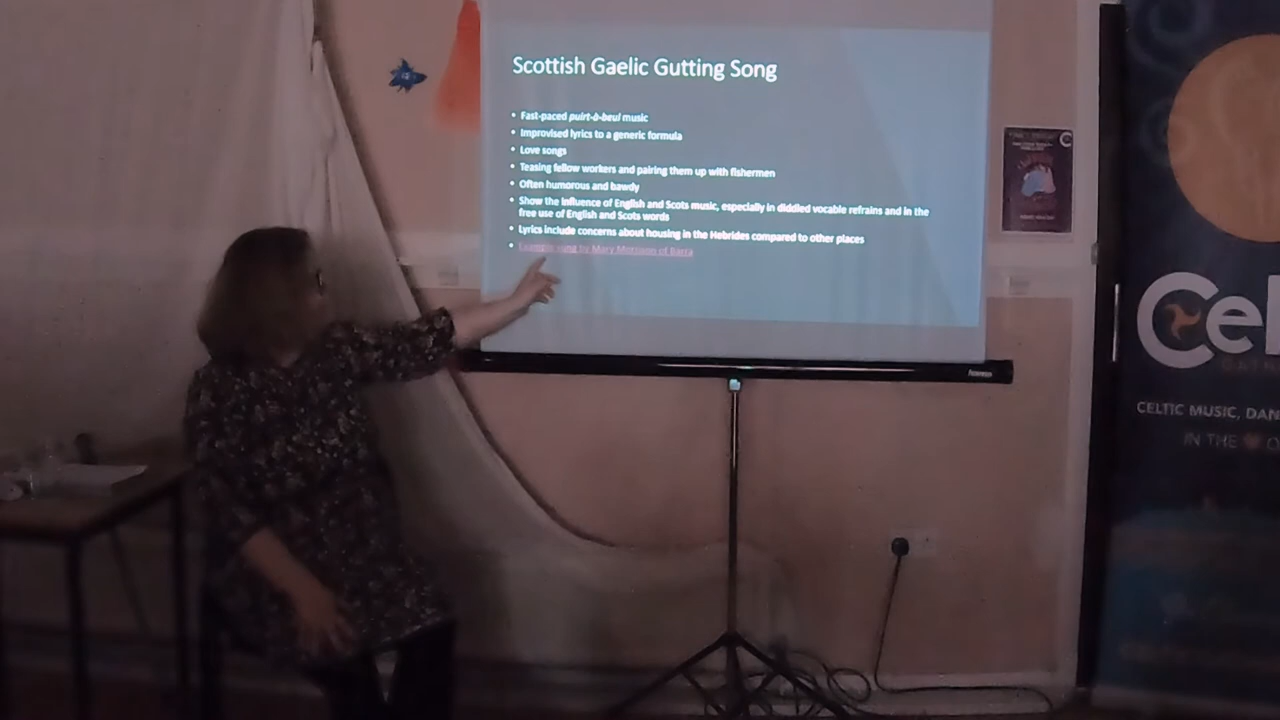 Scottish Gaelic Gutting Song
• Fast-paced puirt-à-beul music
• Improvised lyrics to a generic formula
• Love songs
• Teasing fellow workers and pairing them up with fishermen
• Often humorous and bawdy
• Show the influence of English and Scots music, especially in diddled vocable refrains and in the
free use of English and Scots words
• Lyrics include concerns about housing in the Hebrides compared to other places
• Example song by Mary Morrison of Barra
hama
Cel
CELTIC MUSIC, DAN
IN THE